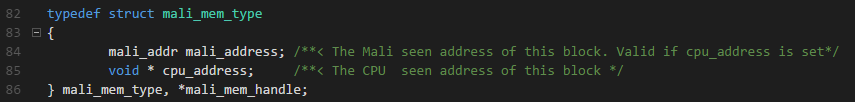 82 typedef struct mali_mem_type
83 {
84 mali_addr mali_address; /**< The Mali seen address of this block. Valid if cpu_address is set*/
85 void * cpu_address; /**< The CPU  seen address of this block */
86 } mali_mem_type, *mali_mem_handle;